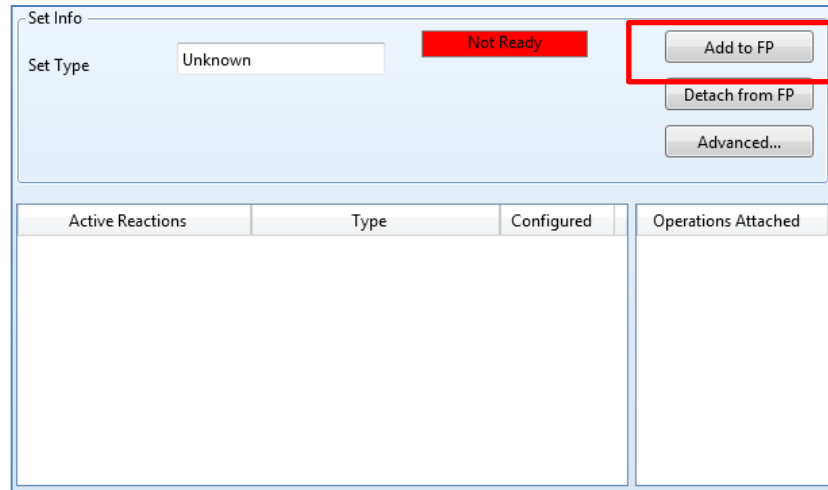 Set Info
Not Ready
Add to FP
Set Type
Unknown
Detach from FP
Advanced...
Active Reactions
Type
Configured
Operations Attached